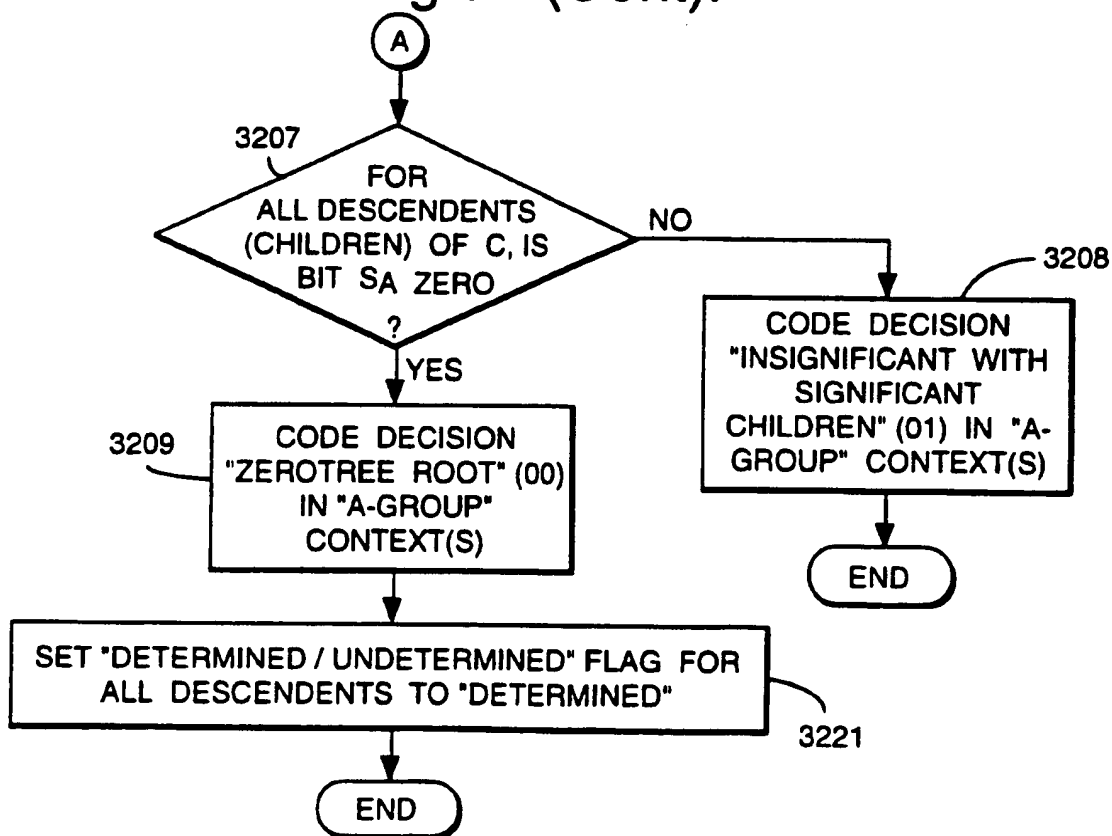 (Cont).
A
3207
FOR
ALL DESCENDENTS
(CHILDREN) OF C, IS
BIT SA ZERO
?
NO
YES
3208
CODE DECISION
"INSIGNIFICANT WITH
SIGNIFICANT
CHILDREN" (01) IN "A-
GROUP" CONTEXT(S)
END
3209
CODE DECISION
"ZEROTREE ROOT" (00)
IN "A-GROUP"
CONTEXT(S)
SET "DETERMINED / UNDETERMINED" FLAG FOR
ALL DESCENDENTS TO "DETERMINED"
3221
END